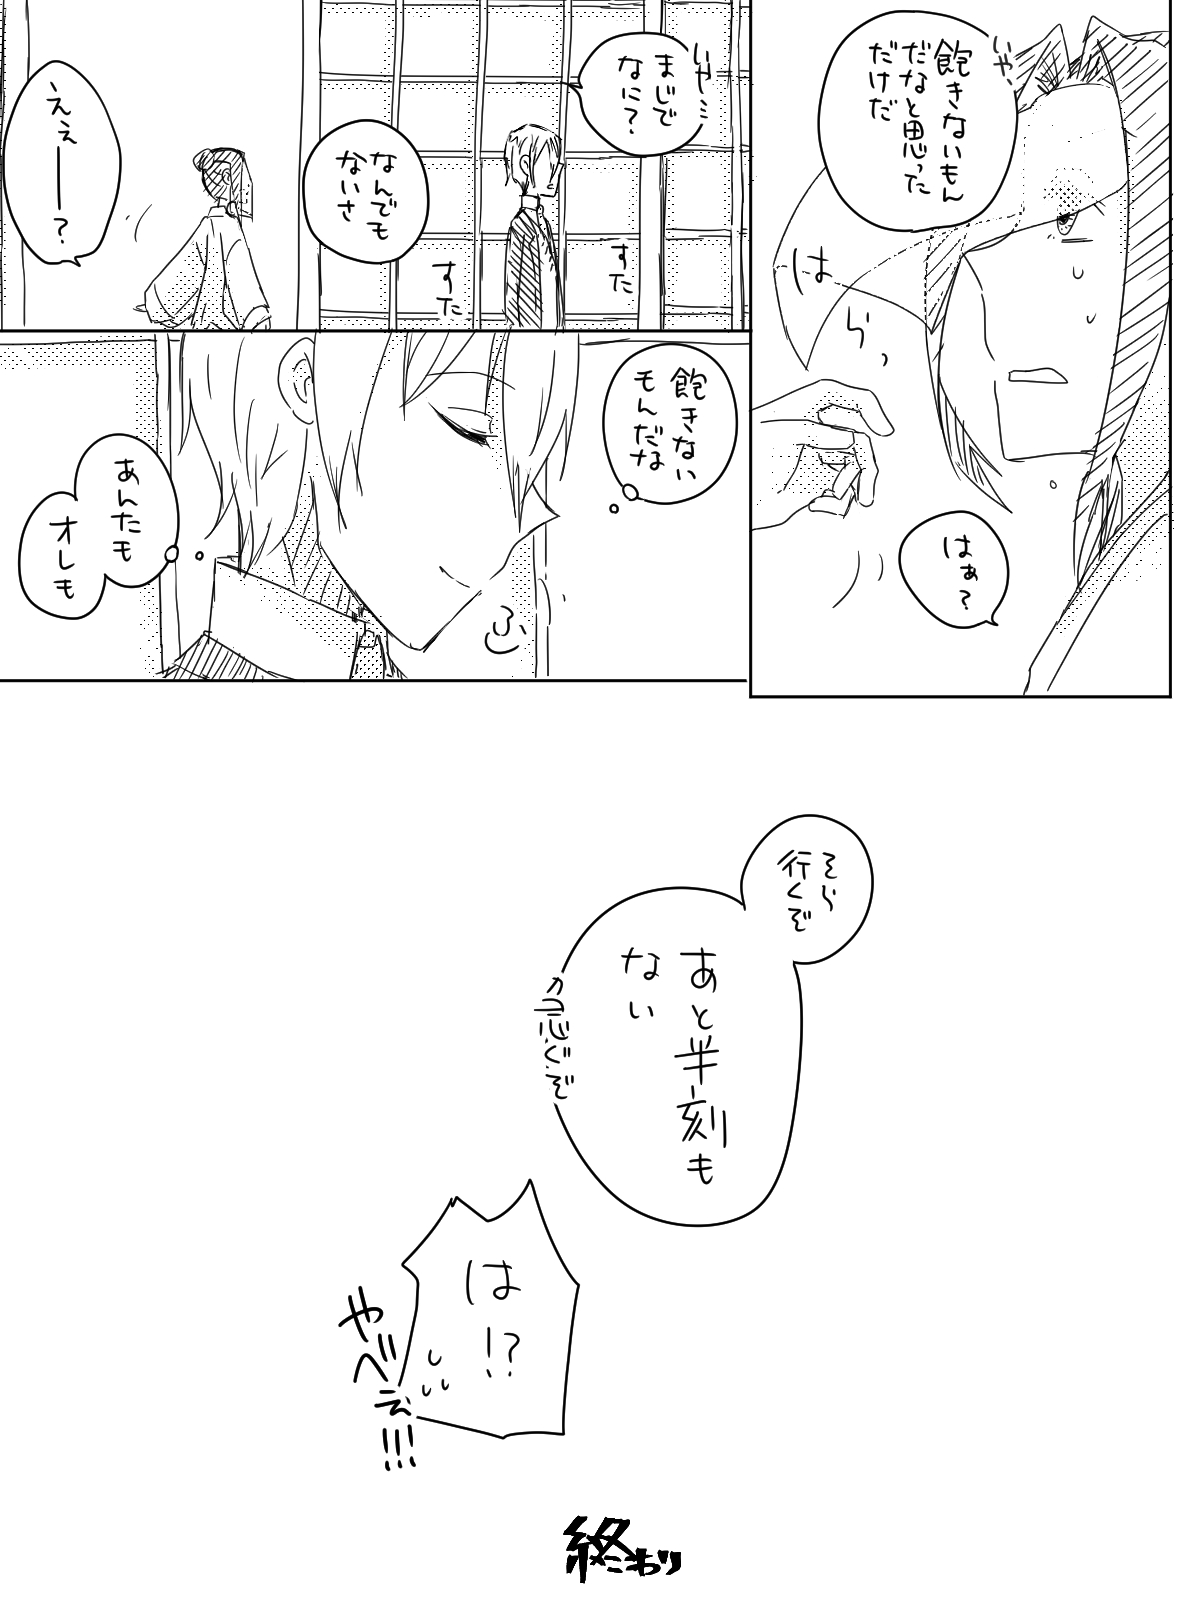 いや、
飽きないもん
だなと思った
だけだ
はら、
はぁ?
いや…
まじで
なに?
なんでも
ないさ
すた
すた
ええー?
飽きない
もんだな
ふ
あんたも
オレも
そら
行くぞ
あと半刻も
ない
急ぐぞ
は!?
やべえ!!!
終わり